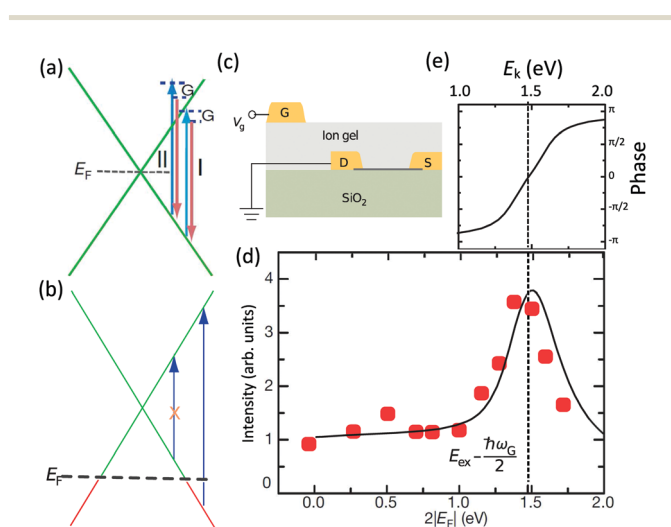 (a)
G
G
II
I
E_F
(b)
X
E_F
(c)
G
V_g
Ion gel
D
S
SiO₂
(e)
E_k (eV)
1.0 1.5 2.0
π
π/2
0
-π/2
-π
Phase
(d)
Intensity (arb. units)
4
3
2
1
0
E_ex - ħω_G/2
0.0 0.5 1.0 1.5 2.0
2|E_F| (eV)